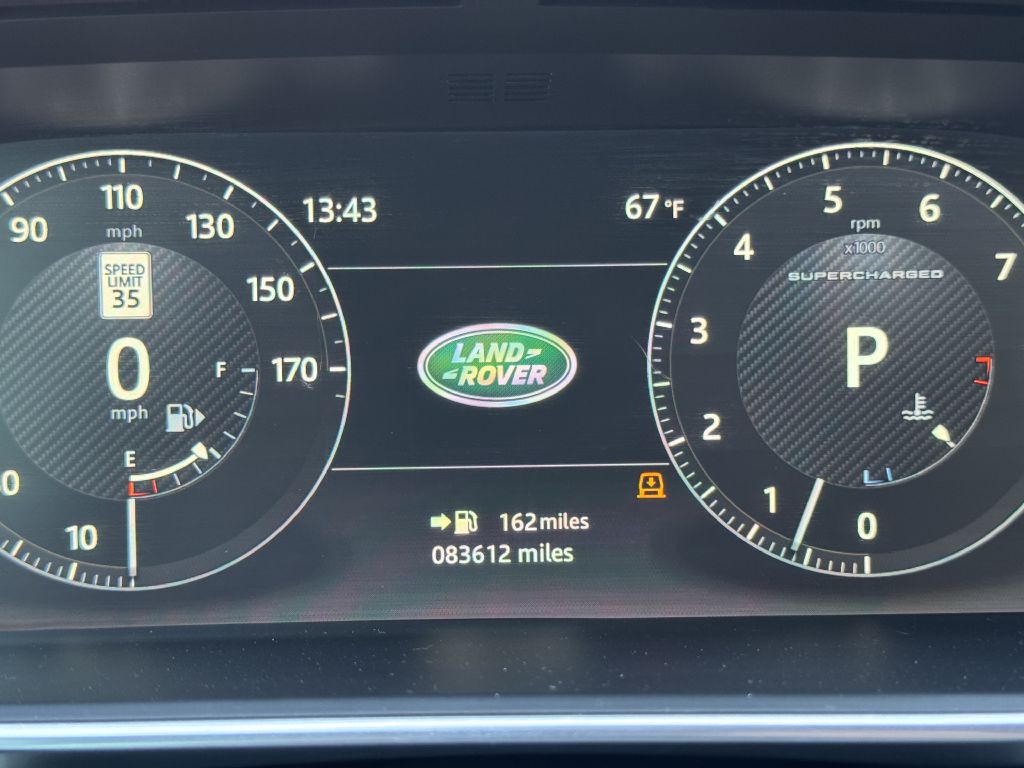 110
mph
90
130
150
170
SPEED
LIMIT
35
0
mph
F
E
10
13:43
67 °F
LAND
ROVER
162 miles
083612 miles
5
6
rpm
x1000
SUPERCHARGED
4
7
3
P
2
1
0